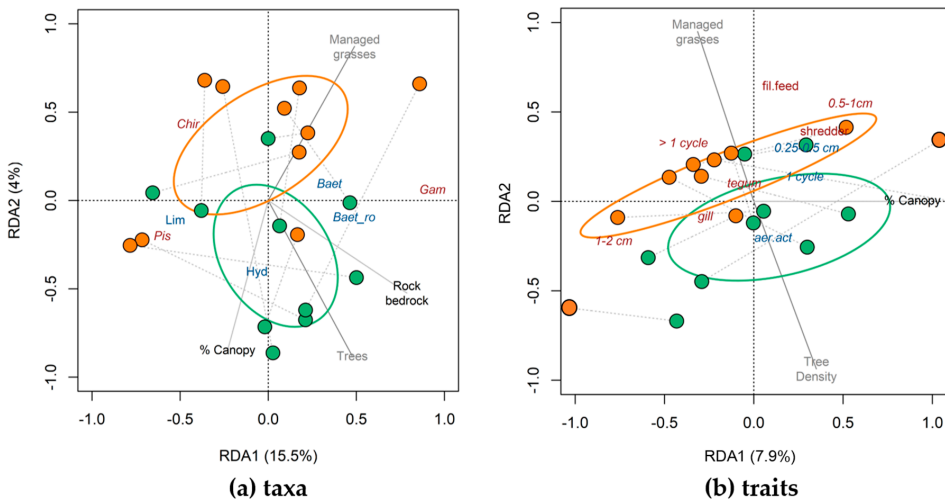 1.0
0.5
0.0
-0.5
-1.0
RDA2 (4%)
Managed
grasses
Chir
Baet
Gam
Lim
Baet_ro
Pis
Hyd
Rock
bedrock
% Canopy
Trees
-1.0 -0.5 0.0 0.5 1.0
RDA1 (15.5%)
(a) taxa
1.0
0.5
0.0
-0.5
-1.0
RDA2
Managed
grasses
fil.feed
0.5-1cm
shredder
> 1 cycle
0.25-0.5 cm
tegum
1 cycle
% Canopy
gill
1-2 cm
aer.act
Tree
Density
-1.0 -0.5 0.0 0.5 1.0
RDA1 (7.9%)
(b) traits